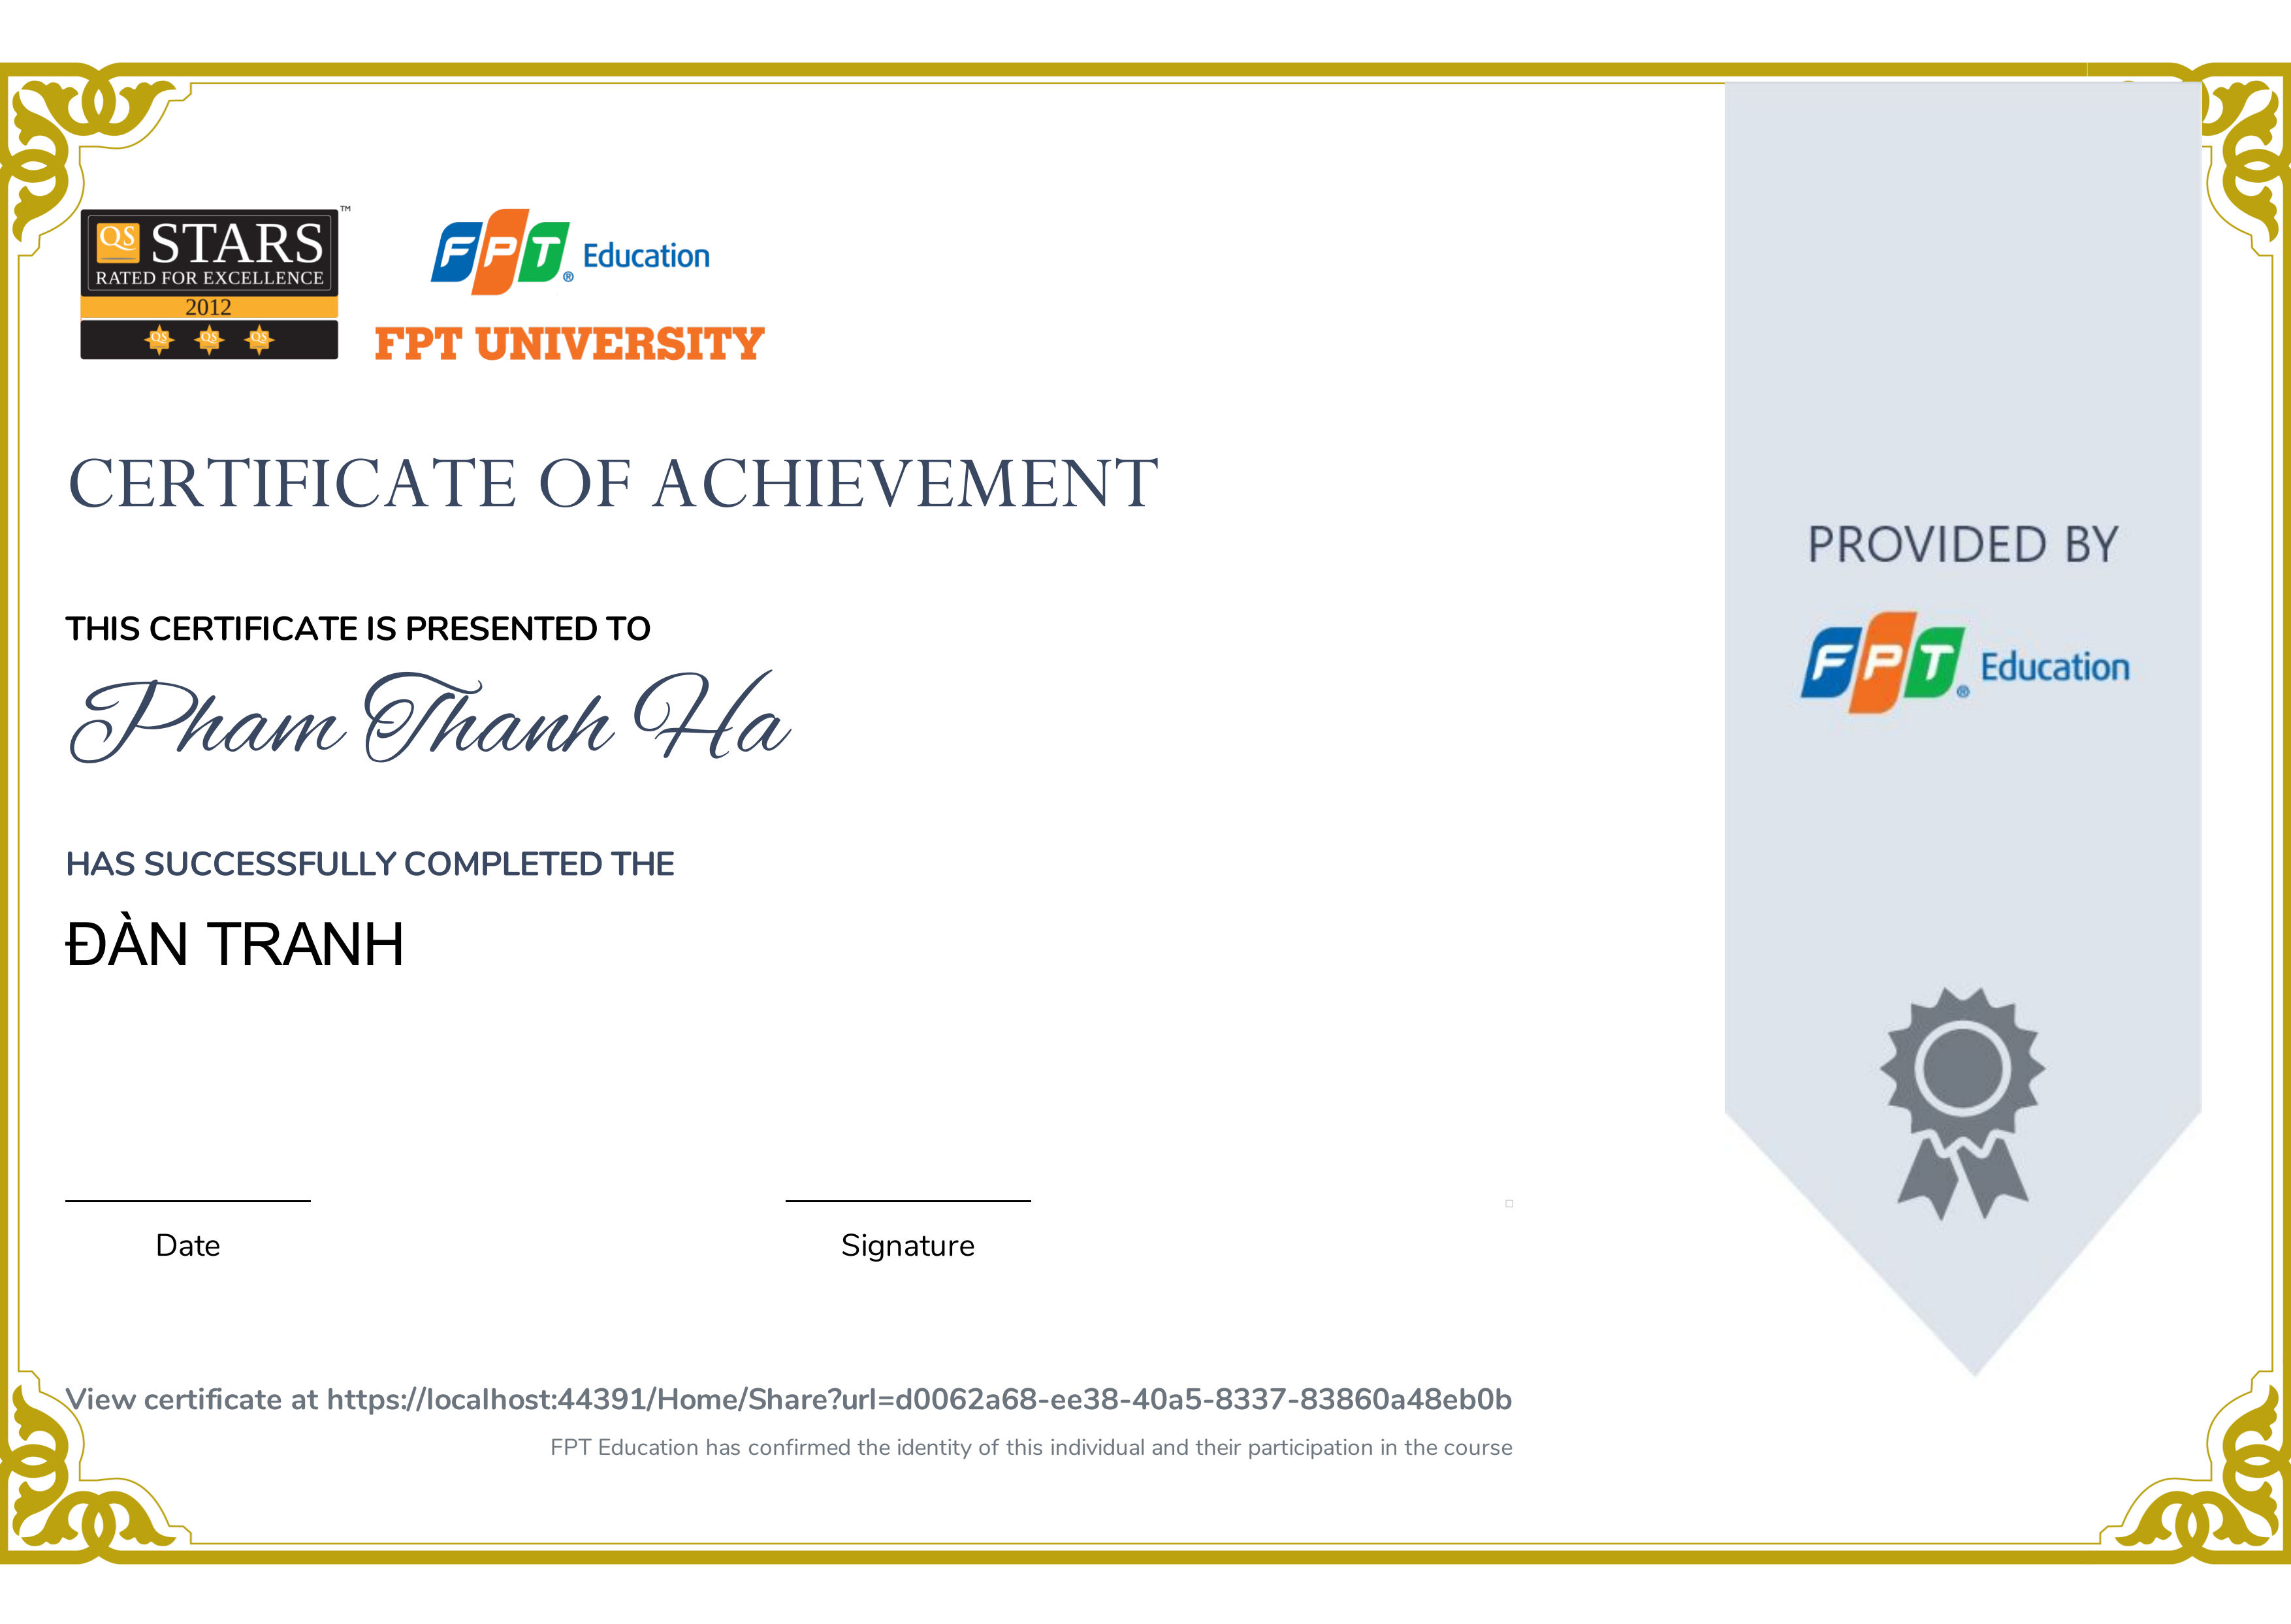 QS STARS™
RATED FOR EXCELLENCE
2012
QS QS QS
FPT® Education
FPT UNIVERSITY
CERTIFICATE OF ACHIEVEMENT
THIS CERTIFICATE IS PRESENTED TO
Pham Thanh Ha
HAS SUCCESSFULLY COMPLETED THE
ĐÀN TRANH
Date
Signature
View certificate at https://localhost:44391/Home/Share?url=d0062a68-ee38-40a5-8337-83860a48eb0b
FPT Education has confirmed the identity of this individual and their participation in the course
PROVIDED BY
FPT® Education